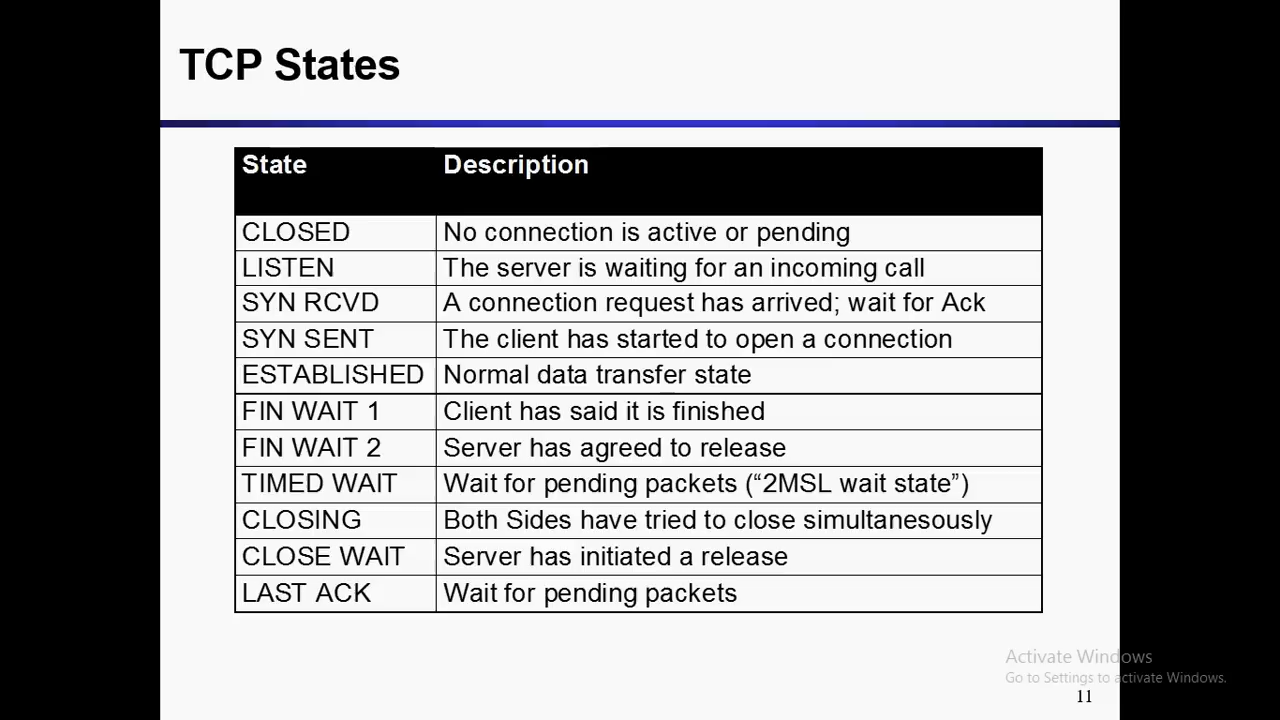 TCP States
State Description
CLOSED No connection is active or pending
LISTEN The server is waiting for an incoming call
SYN RCVD A connection request has arrived; wait for Ack
SYN SENT The client has started to open a connection
ESTABLISHED Normal data transfer state
FIN WAIT 1 Client has said it is finished
FIN WAIT 2 Server has agreed to release
TIMED WAIT Wait for pending packets (“2MSL wait state”)
CLOSING Both Sides have tried to close simultanesously
CLOSE WAIT Server has initiated a release
LAST ACK Wait for pending packets
Activate Windows
Go to Settings to activate Windows.
11